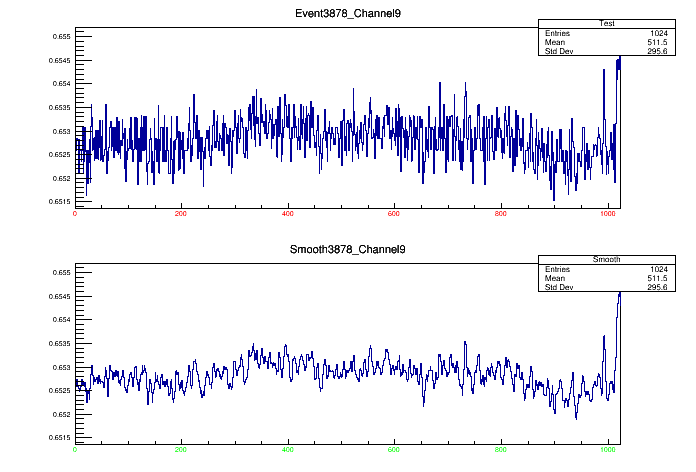 Event3878_Channel9
Test
Entries 1024
Mean 511.5
Std Dev 295.6
0.655
0.6545
0.654
0.6535
0.653
0.6525
0.652
0.6515
0 200 400 600 800 1000
Smooth3878_Channel9
Smooth
Entries 1024
Mean 511.5
Std Dev 295.6
0.655
0.6545
0.654
0.6535
0.653
0.6525
0.652
0.6515
0 200 400 600 800 1000